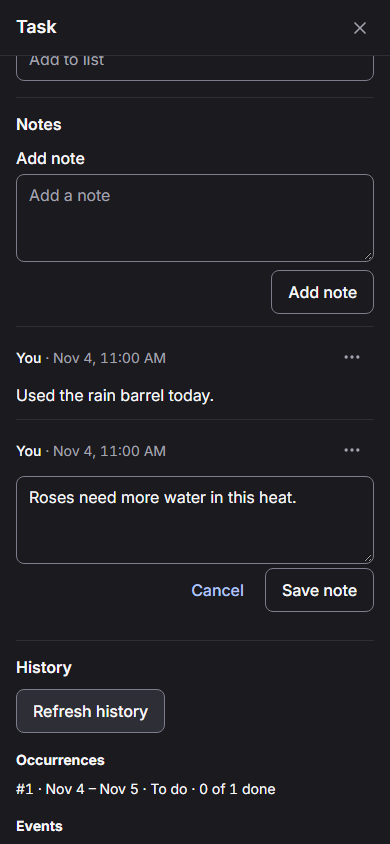 Task
Add to list
Notes
Add note
Add a note
Add note
You · Nov 4, 11:00 AM
Used the rain barrel today.
You · Nov 4, 11:00 AM
Roses need more water in this heat.
Cancel
Save note
History
Refresh history
Occurrences
#1 · Nov 4 – Nov 5 · To do · 0 of 1 done
Events